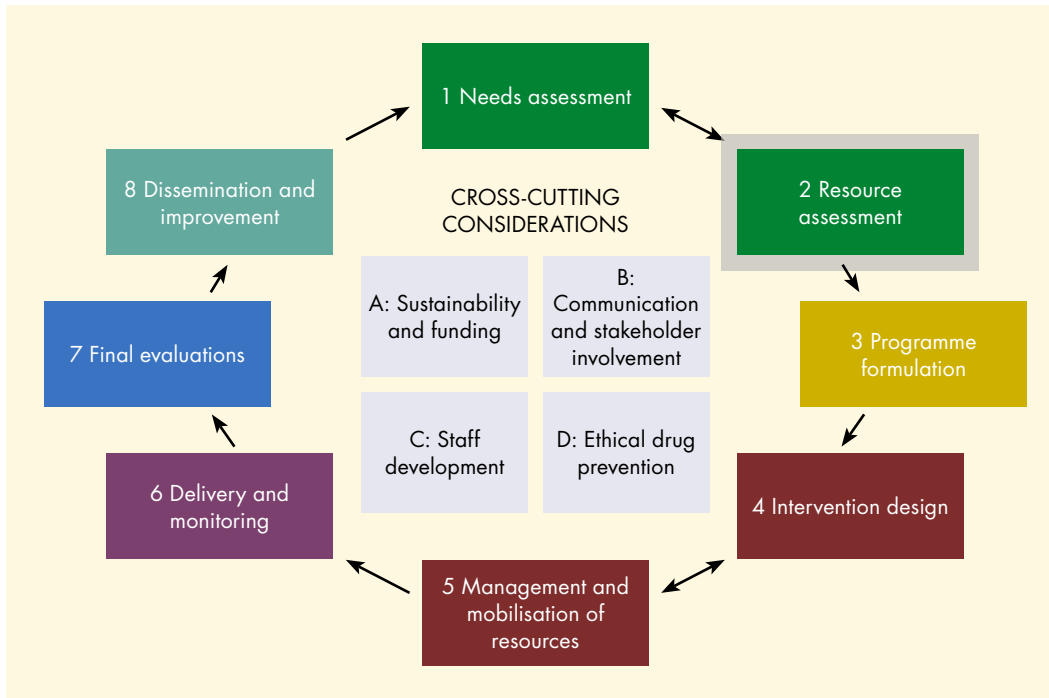 1 Needs assessment
2 Resource
assessment
3 Programme
formulation
4 Intervention design
5 Management and
mobilisation of
resources
6 Delivery and
monitoring
7 Final evaluations
8 Dissemination and
improvement
CROSS-CUTTING
CONSIDERATIONS
A: Sustainability
and funding
B:
Communication
and stakeholder
involvement
C: Staff
development
D: Ethical drug
prevention